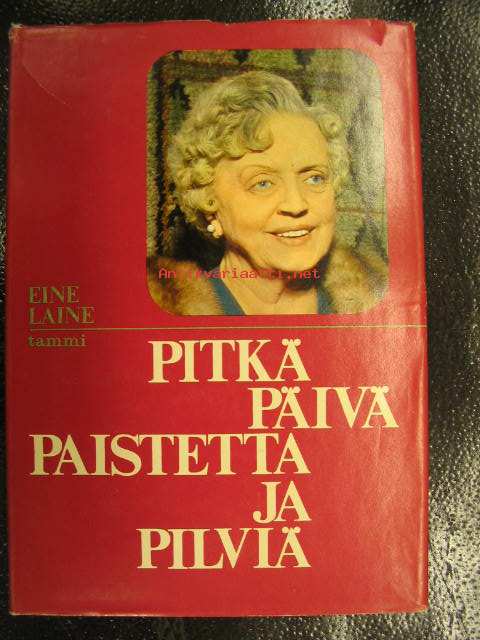 Antikvariaatti.net
EINE
LAINE
tammi
PITKÄ
PÄIVÄ
PAISTETTA
JA
PILVIÄ